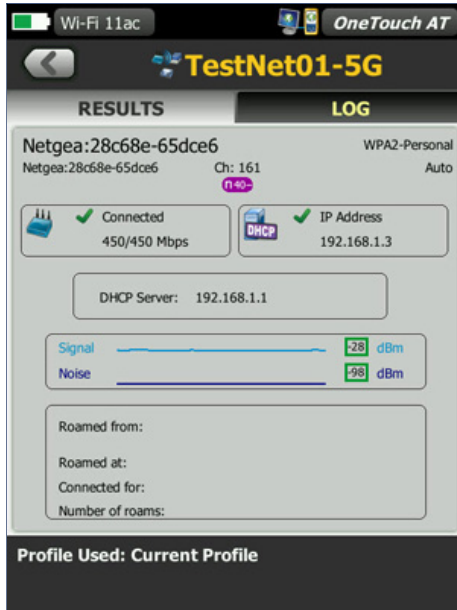 Wi-Fi 11ac
OneTouch AT
TestNet01-5G
RESULTS
LOG
Netgea:28c68e-65dce6
WPA2-Personal
Netgea:28c68e-65dce6
Ch: 161
Auto
n 40-
Connected
450/450 Mbps
DHCP
IP Address
192.168.1.3
DHCP Server: 192.168.1.1
Signal -28 dBm
Noise -98 dBm
Roamed from:
Roamed at:
Connected for:
Number of roams:
Profile Used: Current Profile